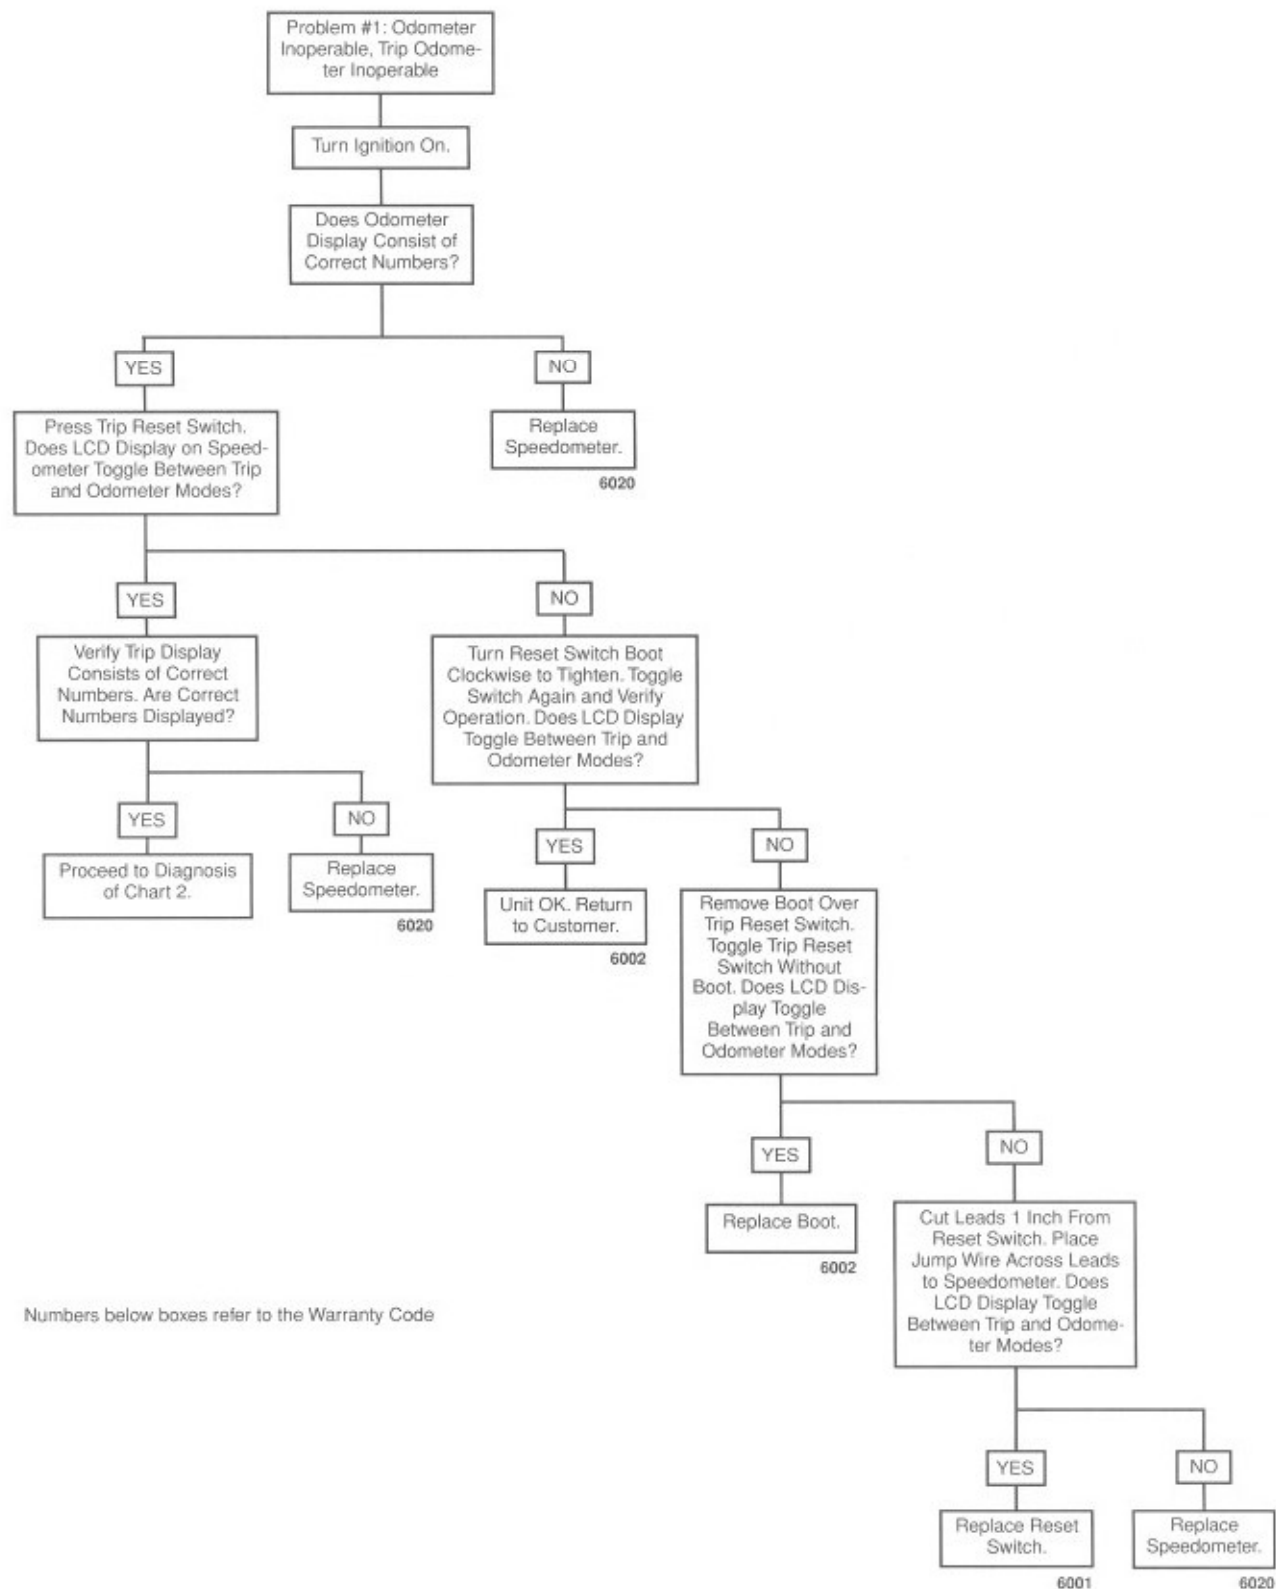 Problem #1: Odometer
Inoperable, Trip Odome-
ter Inoperable
Turn Ignition On.
Does Odometer
Display Consist of
Correct Numbers?
YES
NO
Press Trip Reset Switch.
Does LCD Display on Speed-
ometer Toggle Between Trip
and Odometer Modes?
Replace
Speedometer.
6020
YES
NO
Verify Trip Display
Consists of Correct
Numbers. Are Correct
Numbers Displayed?
Turn Reset Switch Boot
Clockwise to Tighten. Toggle
Switch Again and Verify
Operation. Does LCD Display
Toggle Between Trip and
Odometer Modes?
YES
NO
Proceed to Diagnosis
of Chart 2.
Replace
Speedometer.
6020
YES
NO
Unit OK. Return
to Customer.
6002
Remove Boot Over
Trip Reset Switch.
Toggle Trip Reset
Switch Without
Boot. Does LCD Dis-
play Toggle
Between Trip and
Odometer Modes?
YES
NO
Replace Boot.
6002
Cut Leads 1 Inch From
Reset Switch. Place
Jump Wire Across Leads
to Speedometer. Does
LCD Display Toggle
Between Trip and Odome-
ter Modes?
Numbers below boxes refer to the Warranty Code
YES
NO
Replace Reset
Switch.
6001
Replace
Speedometer.
6020